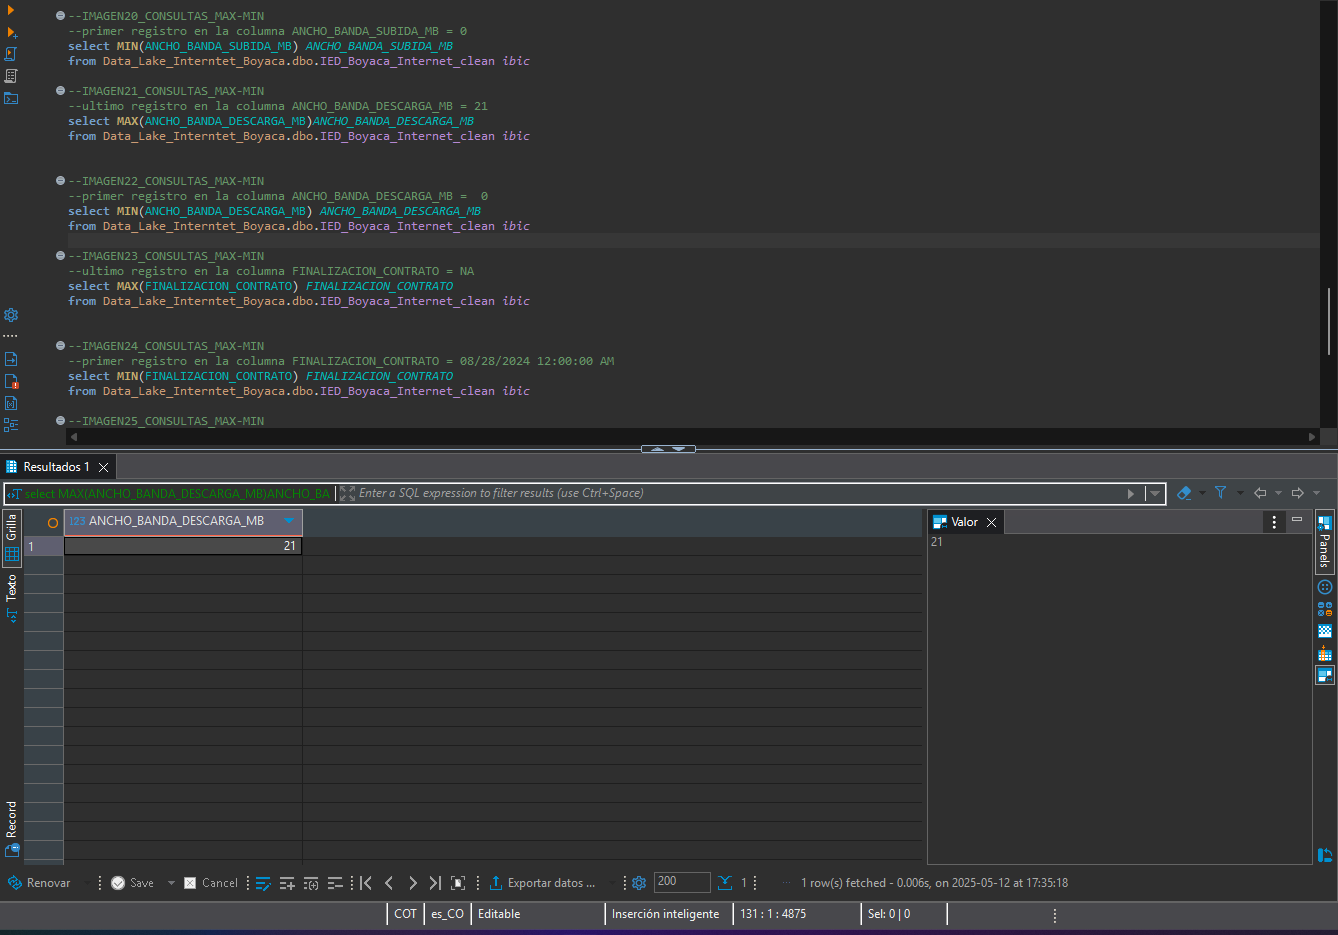 --IMAGEN20_CONSULTAS_MAX-MIN
--primer registro en la columna ANCHO_BANDA_SUBIDA_MB = 0
select MIN(ANCHO_BANDA_SUBIDA_MB) ANCHO_BANDA_SUBIDA_MB
from Data_Lake_Interntet_Boyaca.dbo.IED_Boyaca_Internet_clean ibic
--IMAGEN21_CONSULTAS_MAX-MIN
--ultimo registro en la columna ANCHO_BANDA_DESCARGA_MB = 21
select MAX(ANCHO_BANDA_DESCARGA_MB)ANCHO_BANDA_DESCARGA_MB
from Data_Lake_Interntet_Boyaca.dbo.IED_Boyaca_Internet_clean ibic
--IMAGEN22_CONSULTAS_MAX-MIN
--primer registro en la columna ANCHO_BANDA_DESCARGA_MB =  0
select MIN(ANCHO_BANDA_DESCARGA_MB) ANCHO_BANDA_DESCARGA_MB
from Data_Lake_Interntet_Boyaca.dbo.IED_Boyaca_Internet_clean ibic
--IMAGEN23_CONSULTAS_MAX-MIN
--ultimo registro en la columna FINALIZACION_CONTRATO = NA
select MAX(FINALIZACION_CONTRATO) FINALIZACION_CONTRATO
from Data_Lake_Interntet_Boyaca.dbo.IED_Boyaca_Internet_clean ibic
--IMAGEN24_CONSULTAS_MAX-MIN
--primer registro en la columna FINALIZACION_CONTRATO = 08/28/2024 12:00:00 AM
select MIN(FINALIZACION_CONTRATO) FINALIZACION_CONTRATO
from Data_Lake_Interntet_Boyaca.dbo.IED_Boyaca_Internet_clean ibic
--IMAGEN25_CONSULTAS_MAX-MIN
Resultados 1
select MAX(ANCHO_BANDA_DESCARGA_MB)ANCHO_BA
Enter a SQL expression to filter results (use Ctrl+Space)
Grilla
Texto
Record
123 ANCHO_BANDA_DESCARGA_MB
1 21
Valor
21
Panels
Renovar Save Cancel Exportar datos ... 200 1 1 row(s) fetched - 0.006s, on 2025-05-12 at 17:35:18
COT es_CO Editable Inserción inteligente 131 : 1 : 4875 Sel: 0 | 0